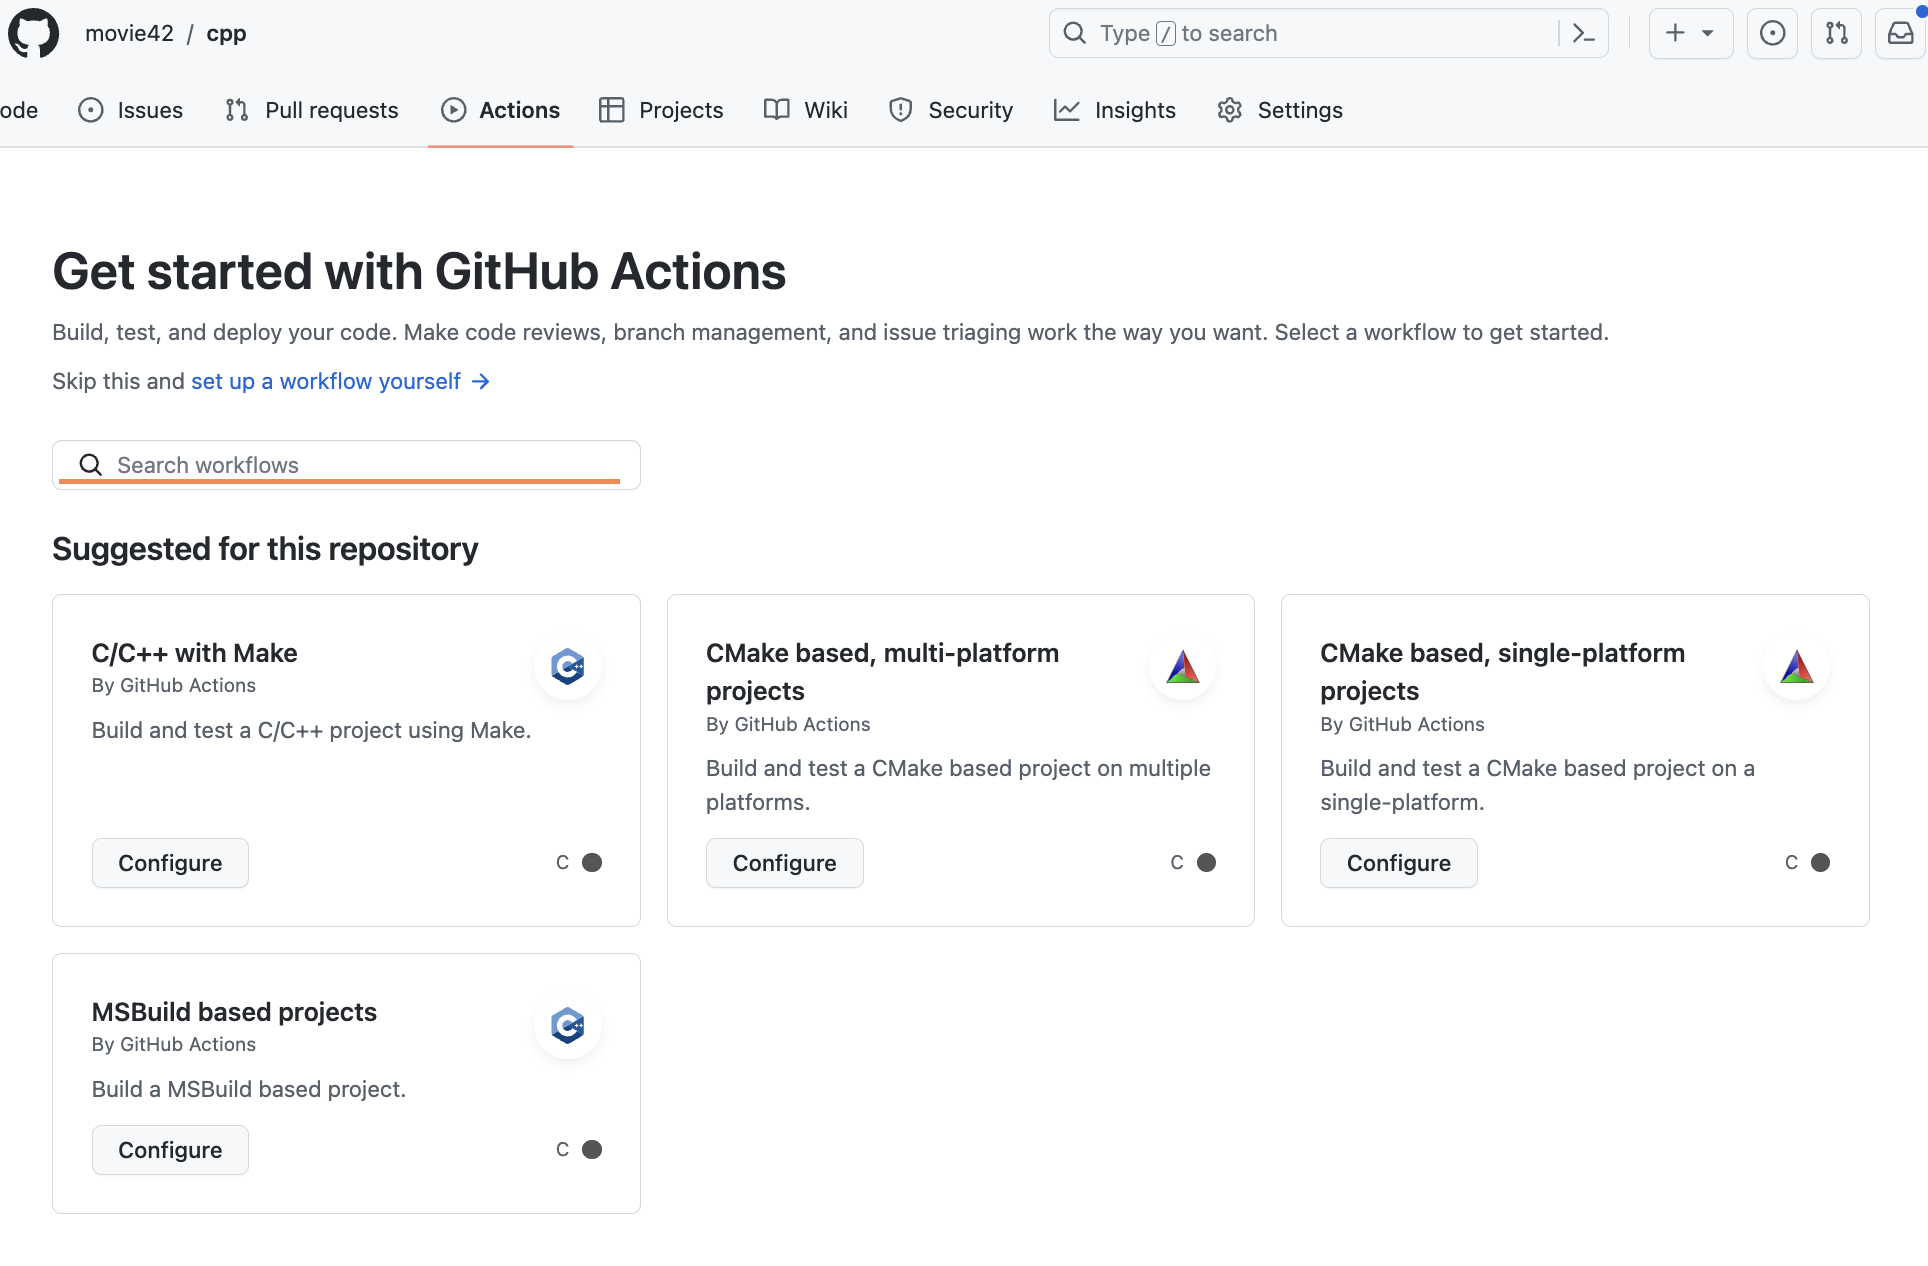 movie42 / cpp
Type / to search
ode
Issues
Pull requests
Actions
Projects
Wiki
Security
Insights
Settings
Get started with GitHub Actions
Build, test, and deploy your code. Make code reviews, branch management, and issue triaging work the way you want. Select a workflow to get started.
Skip this and set up a workflow yourself →
Search workflows
Suggested for this repository
C/C++ with Make
By GitHub Actions
Build and test a C/C++ project using Make.
Configure
C
CMake based, multi-platform
projects
By GitHub Actions
Build and test a CMake based project on multiple
platforms.
Configure
C
CMake based, single-platform
projects
By GitHub Actions
Build and test a CMake based project on a
single-platform.
Configure
C
MSBuild based projects
By GitHub Actions
Build a MSBuild based project.
Configure
C